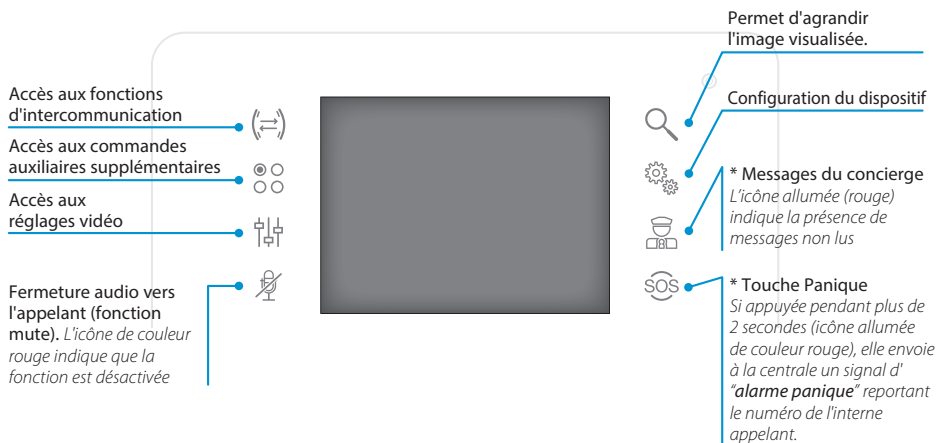 Permet d'agrandir
l'image visualisée.
Accès aux fonctions
d'intercommunication
Configuration du dispositif
Accès aux commandes
auxiliaires supplémentaires
* Messages du concierge
L'icône allumée (rouge)
indique la présence de
messages non lus
Accès aux
réglages vidéo
SOS
* Touche Panique
Si appuyée pendant plus de
2 secondes (icône allumée
de couleur rouge), elle envoie
à la centrale un signal d'
"alarme panique" reportant
le numéro de l'interne
appelant.
Fermeture audio vers
l'appelant (fonction
mute). L'icône de couleur
rouge indique que la
fonction est désactivée